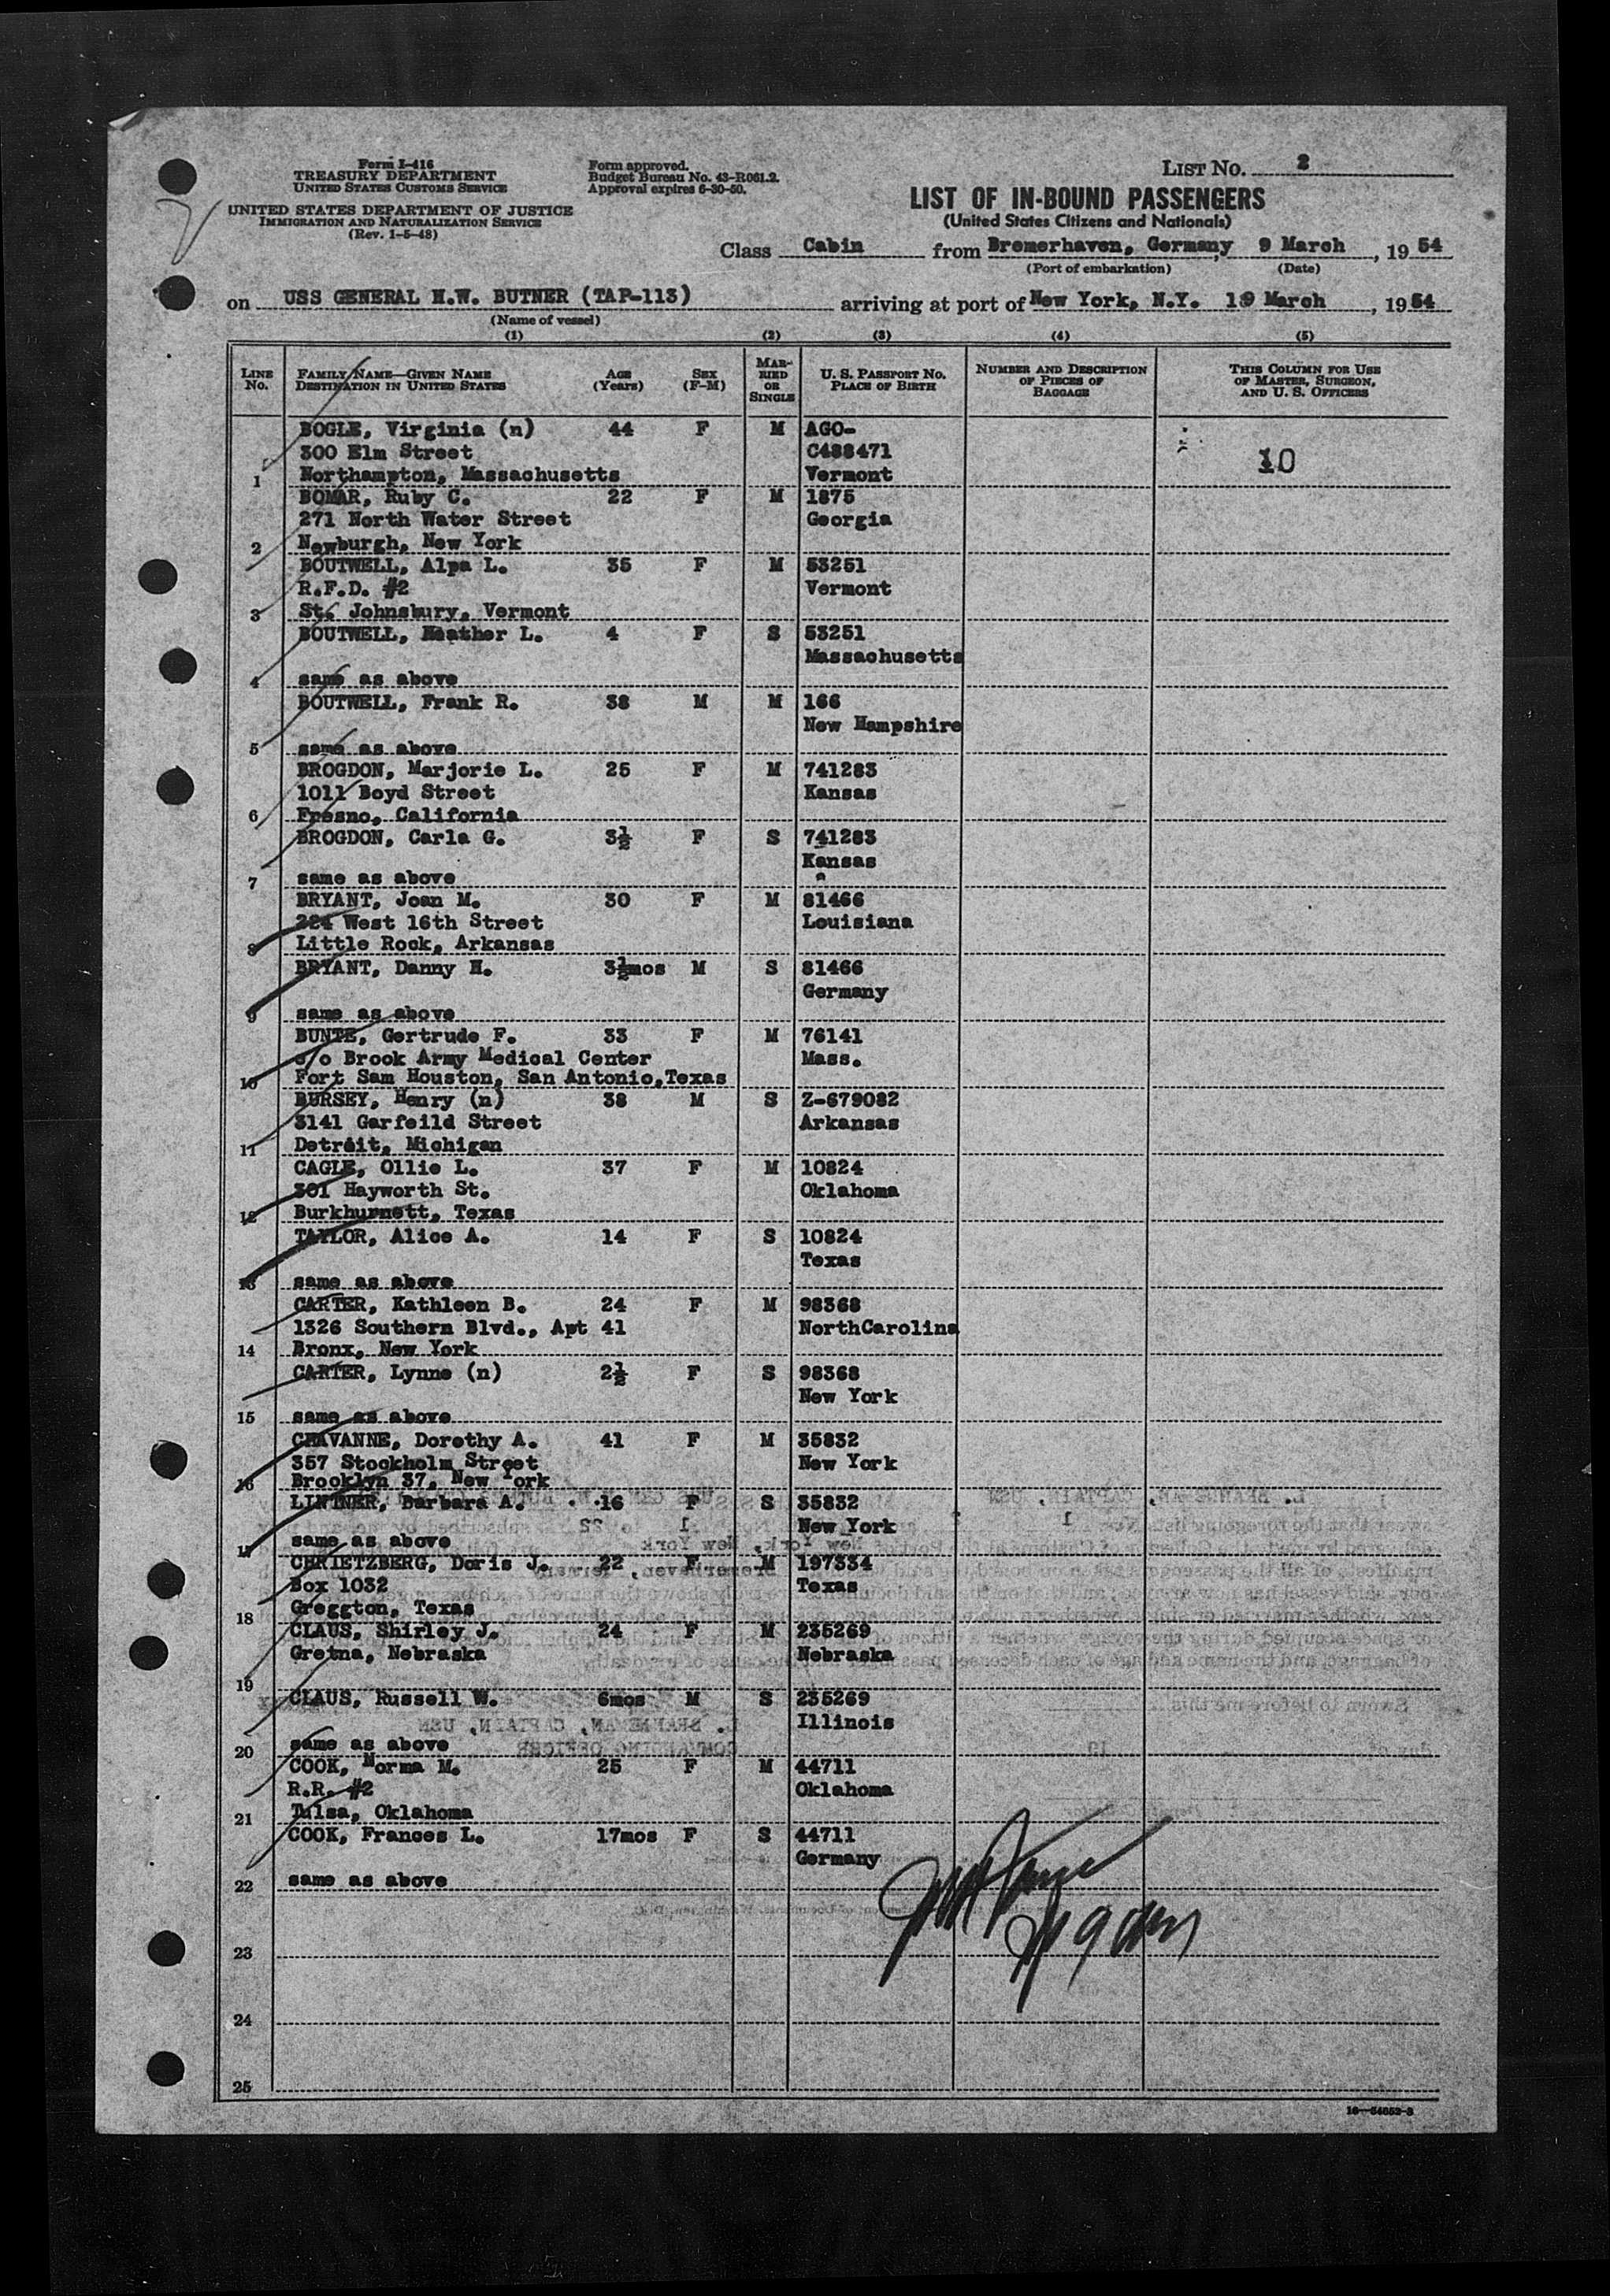 Form I-416
TREASURY DEPARTMENT
UNITED STATES CUSTOMS SERVICE
UNITED STATES DEPARTMENT OF JUSTICE
IMMIGRATION AND NATURALIZATION SERVICE
(Rev. 1-5-48)
Form approved.
Budget Bureau No. 43-R061.2.
Approval expires 6-30-50.
LIST NO. 2
LIST OF IN-BOUND PASSENGERS
(United States Citizens and Nationals)
Class Cabin from Bremerhaven, Germany, 9 March, 1954
(Port of embarkation) (Date)
on USS GENERAL H.W. BUTNER (TAP-113) arriving at port of New York, N.Y. 19 March, 1954
(Name of vessel)
(1) (2) (3) (4) (5)
LINE NO. FAMILY NAME—GIVEN NAME DESTINATION IN UNITED STATES AGE (YEARS) SEX (F-M) MARRIED OR SINGLE U. S. PASSPORT NO. PLACE OF BIRTH NUMBER AND DESCRIPTION OF PIECES OF BAGGAGE THIS COLUMN FOR USE OF MASTER, SURGEON, AND U. S. OFFICERS
BOGLE, Virginia (n) 44 F M AGO-
300 Elm Street C488471 10
1 Northampton, Massachusetts Vermont
BOMAR, Ruby C. 22 F M 1875
271 North Water Street Georgia
2 Newburgh, New York
BOUTWELL, Alpa L. 35 F M 53251
R.F.D. #2 Vermont
3 St. Johnsbury, Vermont
BOUTWELL, Heather L. 4 F S 53251
Massachusetts
4 same as above
BOUTWELL, Frank R. 38 M M 166
New Hampshire
5 same as above
BROGDON, Marjorie L. 25 F M 741283
1011 Boyd Street Kansas
6 Fresno, California
BROGDON, Carla G. 3½ F S 741283
Kansas
7 same as above
BRYANT, Joan M. 30 F M 81466
224 West 16th Street Louisiana
8 Little Rock, Arkansas
BRYANT, Danny H. 3½mos M S 81466
Germany
9 same as above
BUNTE, Gertrude F. 33 F M 76141
c/o Brook Army Medical Center Mass.
10 Fort Sam Houston, San Antonio,Texas
BURSEY, Henry (n) 38 M S Z-679082
3141 Garfeild Street Arkansas
11 Detroit, Michigan
CAGLE, Ollie L. 37 F M 10824
301 Hayworth St. Oklahoma
12 Burkhurnett, Texas
TAYLOR, Alice A. 14 F S 10824
Texas
13 same as above
CARTER, Kathleen B. 24 F M 98368
1326 Southern Blvd., Apt 41 NorthCarolina
14 Bronx, New York
CARTER, Lynne (n) 2½ F S 98368
New York
15 same as above
CHAVANNE, Dorothy A. 41 F M 35832
357 Stockholm Street New York
16 Brooklyn 37, New York
LINTNER, Barbara A. 16 F S 35832
New York
17 same as above
CHRIETZBERG, Doris J. 22 F M 197334
Box 1032 Texas
18 Greggton, Texas
CLAUS, Shirley J. 24 F M 235269
Gretna, Nebraska Nebraska
19
CLAUS, Russell W. 6mos M S 235269
Illinois
20 same as above
COOK, Norma M. 25 F M 44711
R.R. #2 Oklahoma
21 Tulsa, Oklahoma
COOK, Frances L. 17mos F S 44711
Germany
22 same as above
23
24
25
16—54652-3